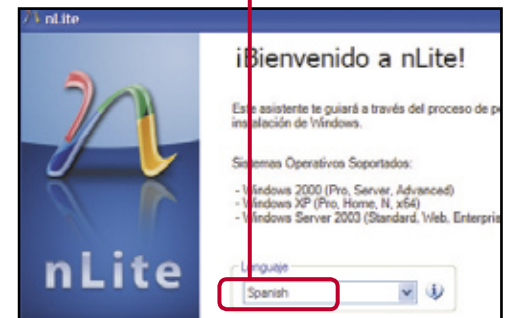 nLite
¡Bienvenido a nLite!
Este asistente te guiará a través del proceso de
instalación de Windows.
Sistemas Operativos Soportados:
- Windows 2000 (Pro, Server, Advanced)
- Windows XP (Pro, Home, N, x64)
- Windows Server 2003 (Standard, Web,
Lenguaje
Spanish
nLite